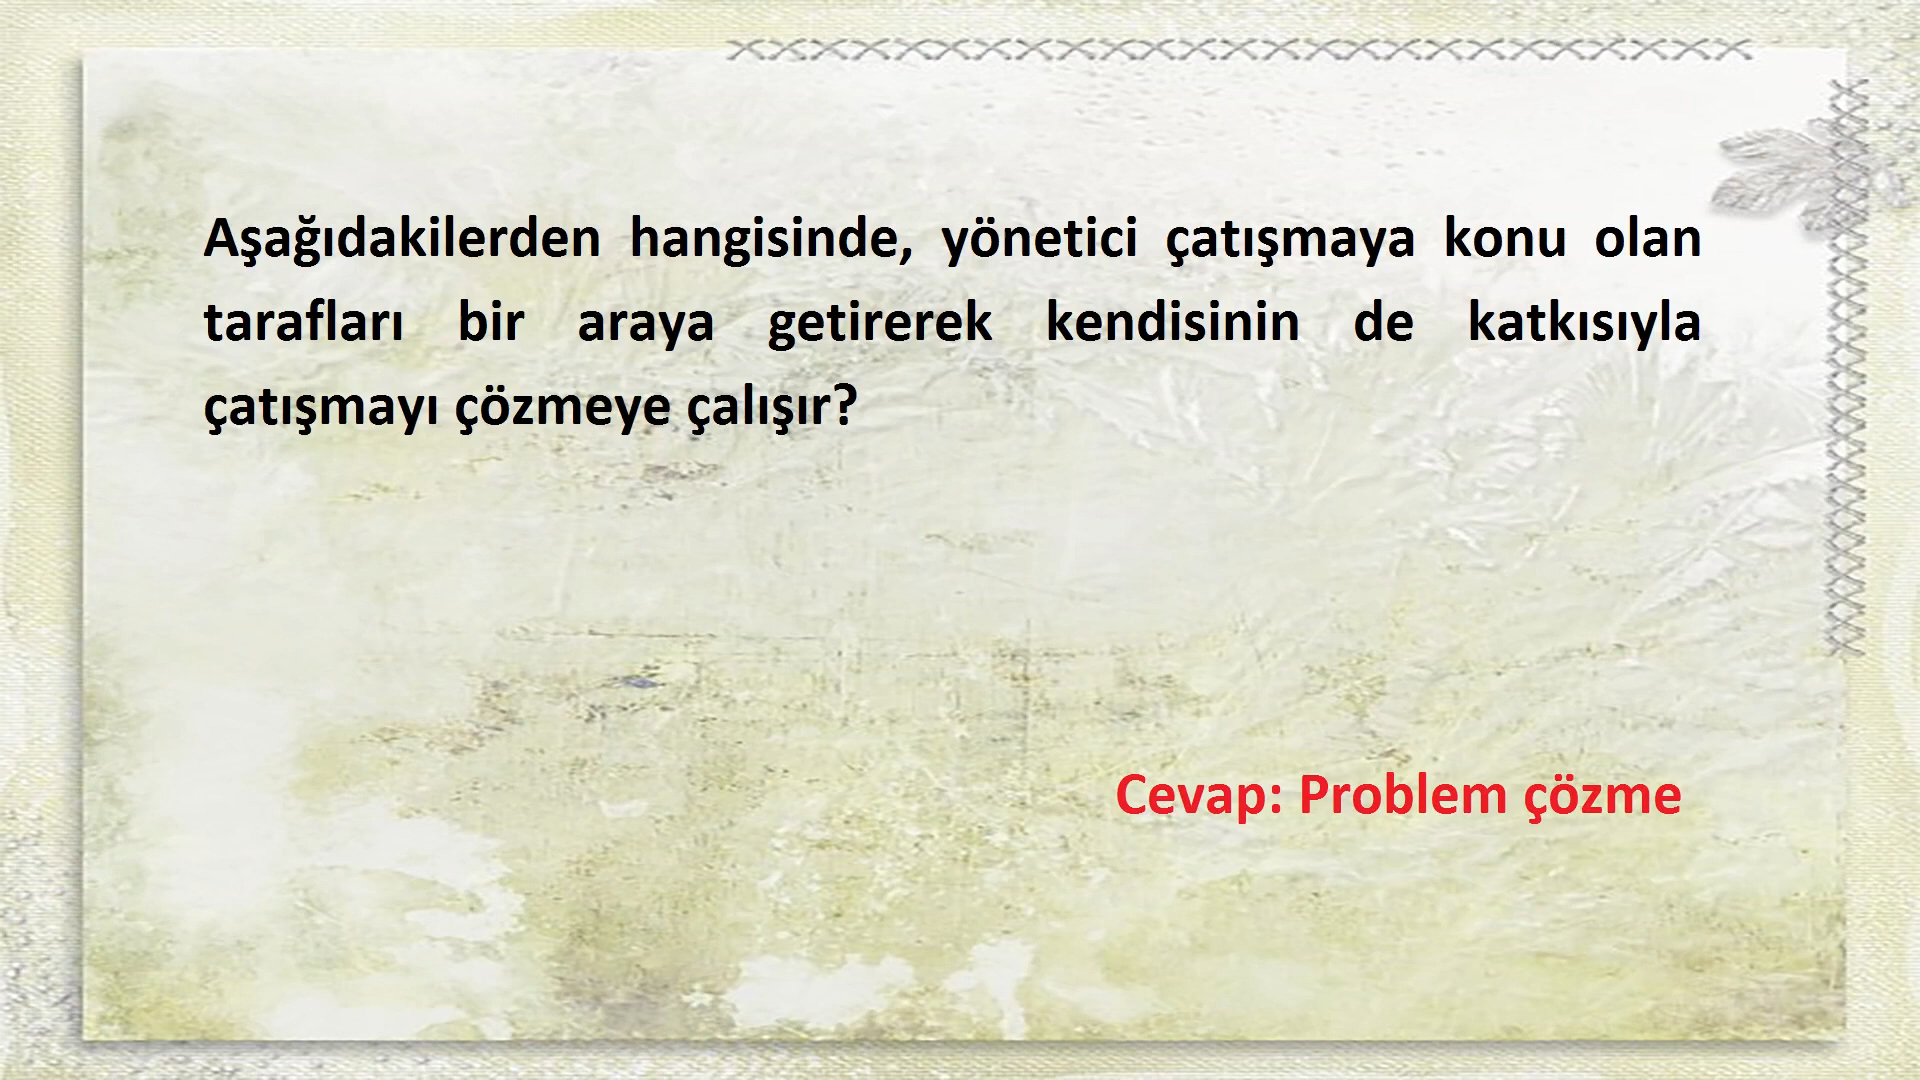 Aşağıdakilerden hangisinde, yönetici çatışmaya konu olan
tarafları bir araya getirerek kendisinin de katkısıyla
çatışmayı çözmeye çalışır?
Cevap: Problem çözme